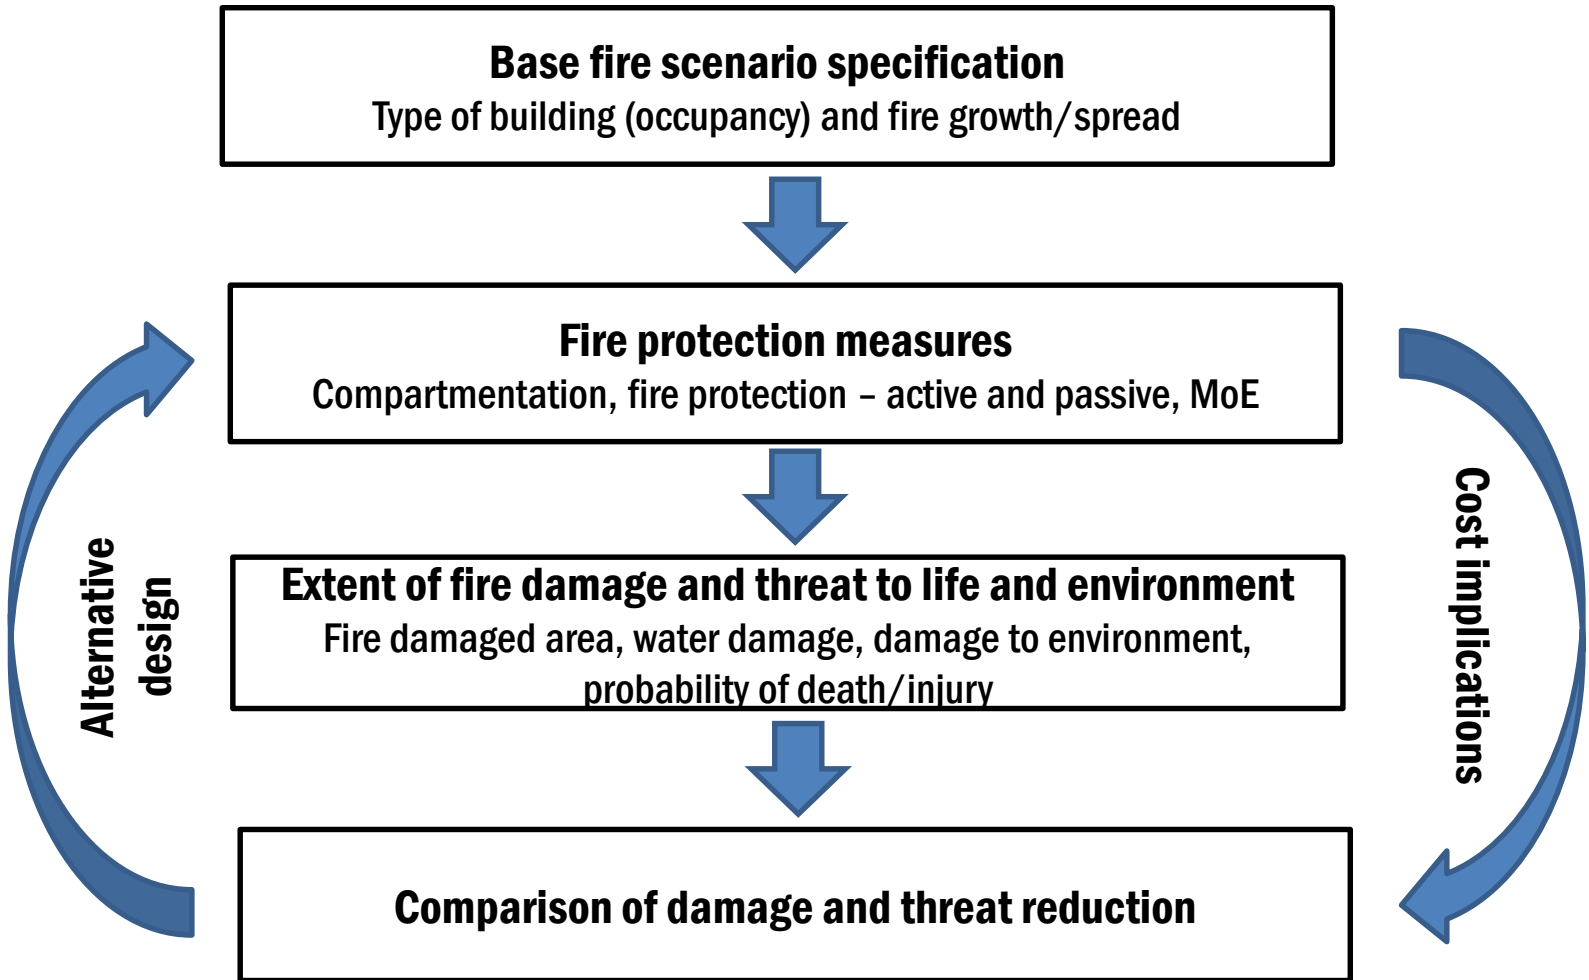 Base fire scenario specification
Type of building (occupancy) and fire growth/spread
Fire protection measures
Compartmentation, fire protection – active and passive, MoE
Extent of fire damage and threat to life and environment
Fire damaged area, water damage, damage to environment,
probability of death/injury
Comparison of damage and threat reduction
Alternative
design
Cost implications